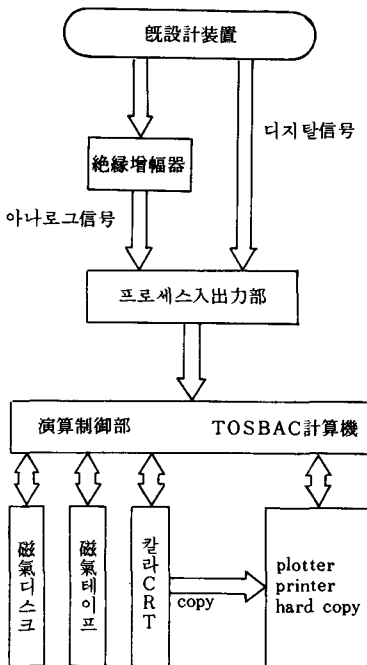 旣設計装置
디지탈信号
絶縁増幅器
아나로그信号
프로세스入出力部
演算制御部 TOSBAC計算機
磁氣디스크
磁氣테이프
칼라CRT
copy
plotter
printer
hard copy